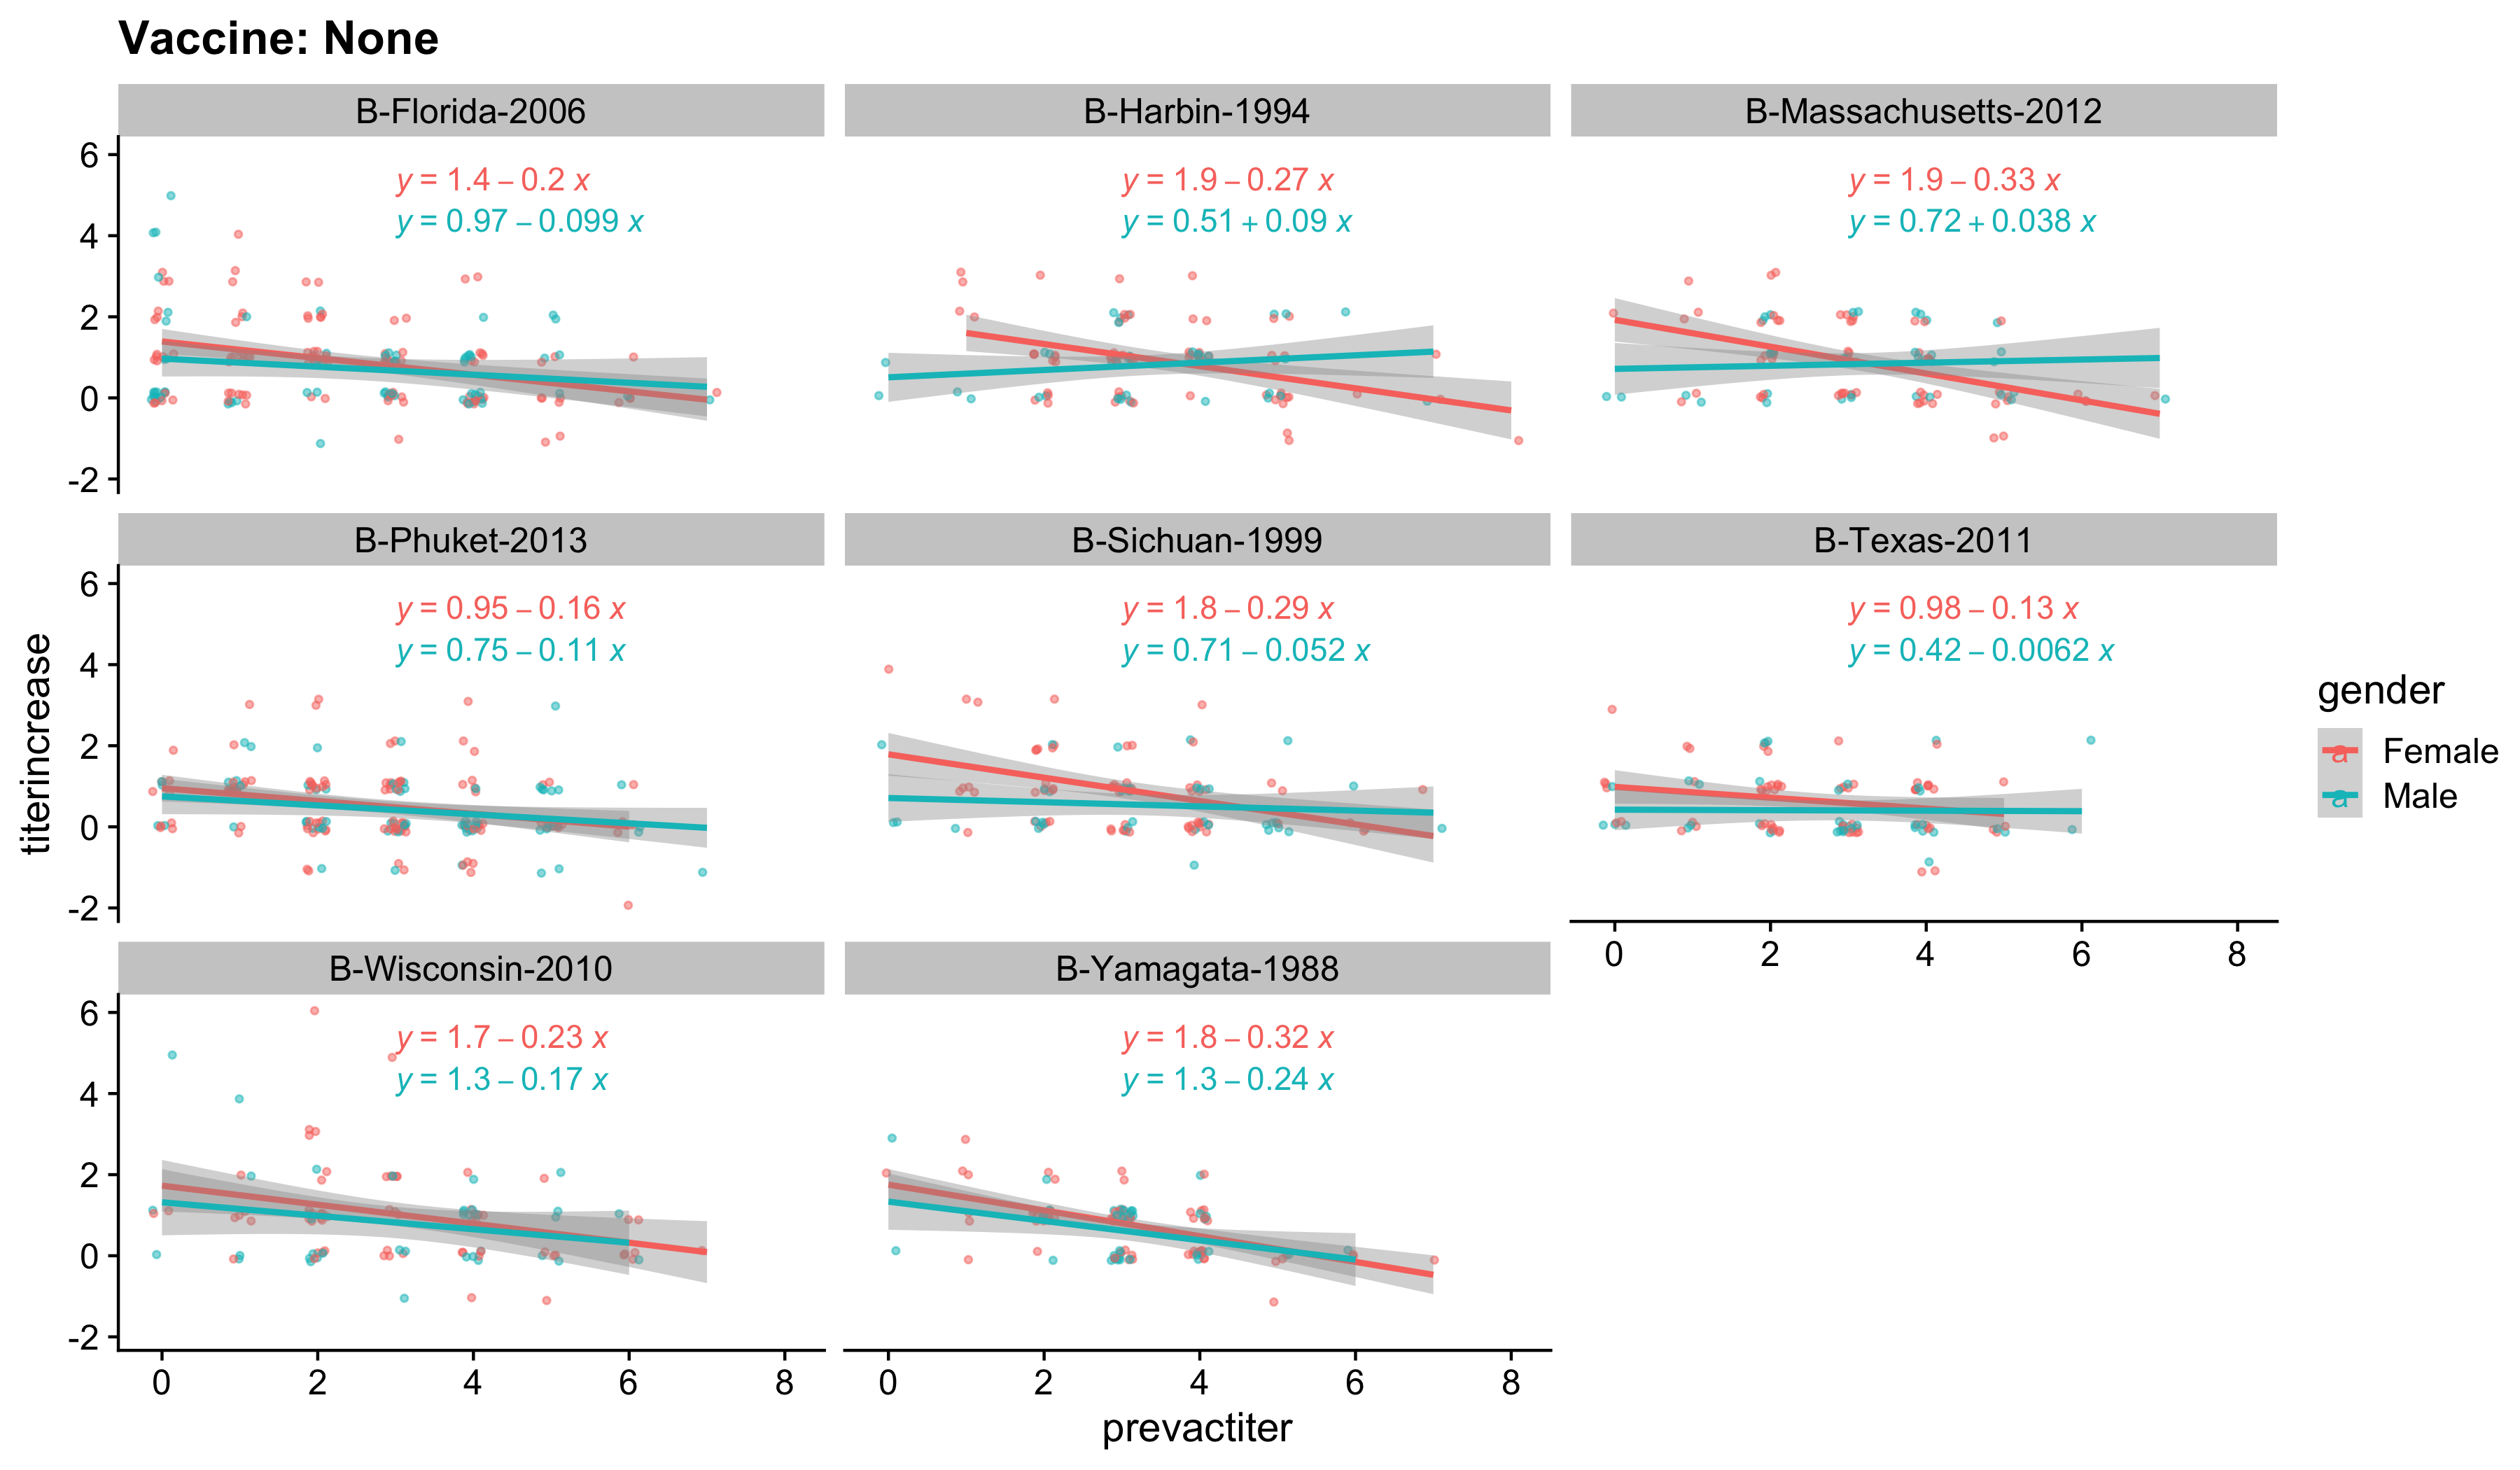 Vaccine: None
B-Florida-2006
B-Harbin-1994
B-Massachusetts-2012
6
4
2
0
-2
y = 1.4 – 0.2 x
y = 0.97 – 0.099 x
y = 1.9 – 0.27 x
y = 0.51 + 0.09 x
y = 1.9 – 0.33 x
y = 0.72 + 0.038 x
B-Phuket-2013
B-Sichuan-1999
B-Texas-2011
titerincrease
6
4
2
0
-2
y = 0.95 – 0.16 x
y = 0.75 – 0.11 x
y = 1.8 – 0.29 x
y = 0.71 – 0.052 x
y = 0.98 – 0.13 x
y = 0.42 – 0.0062 x
0 2 4 6 8
gender
a Female
a Male
B-Wisconsin-2010
B-Yamagata-1988
6
4
2
0
-2
y = 1.7 – 0.23 x
y = 1.3 – 0.17 x
y = 1.8 – 0.32 x
y = 1.3 – 0.24 x
0 2 4 6 8
0 2 4 6 8
prevactiter